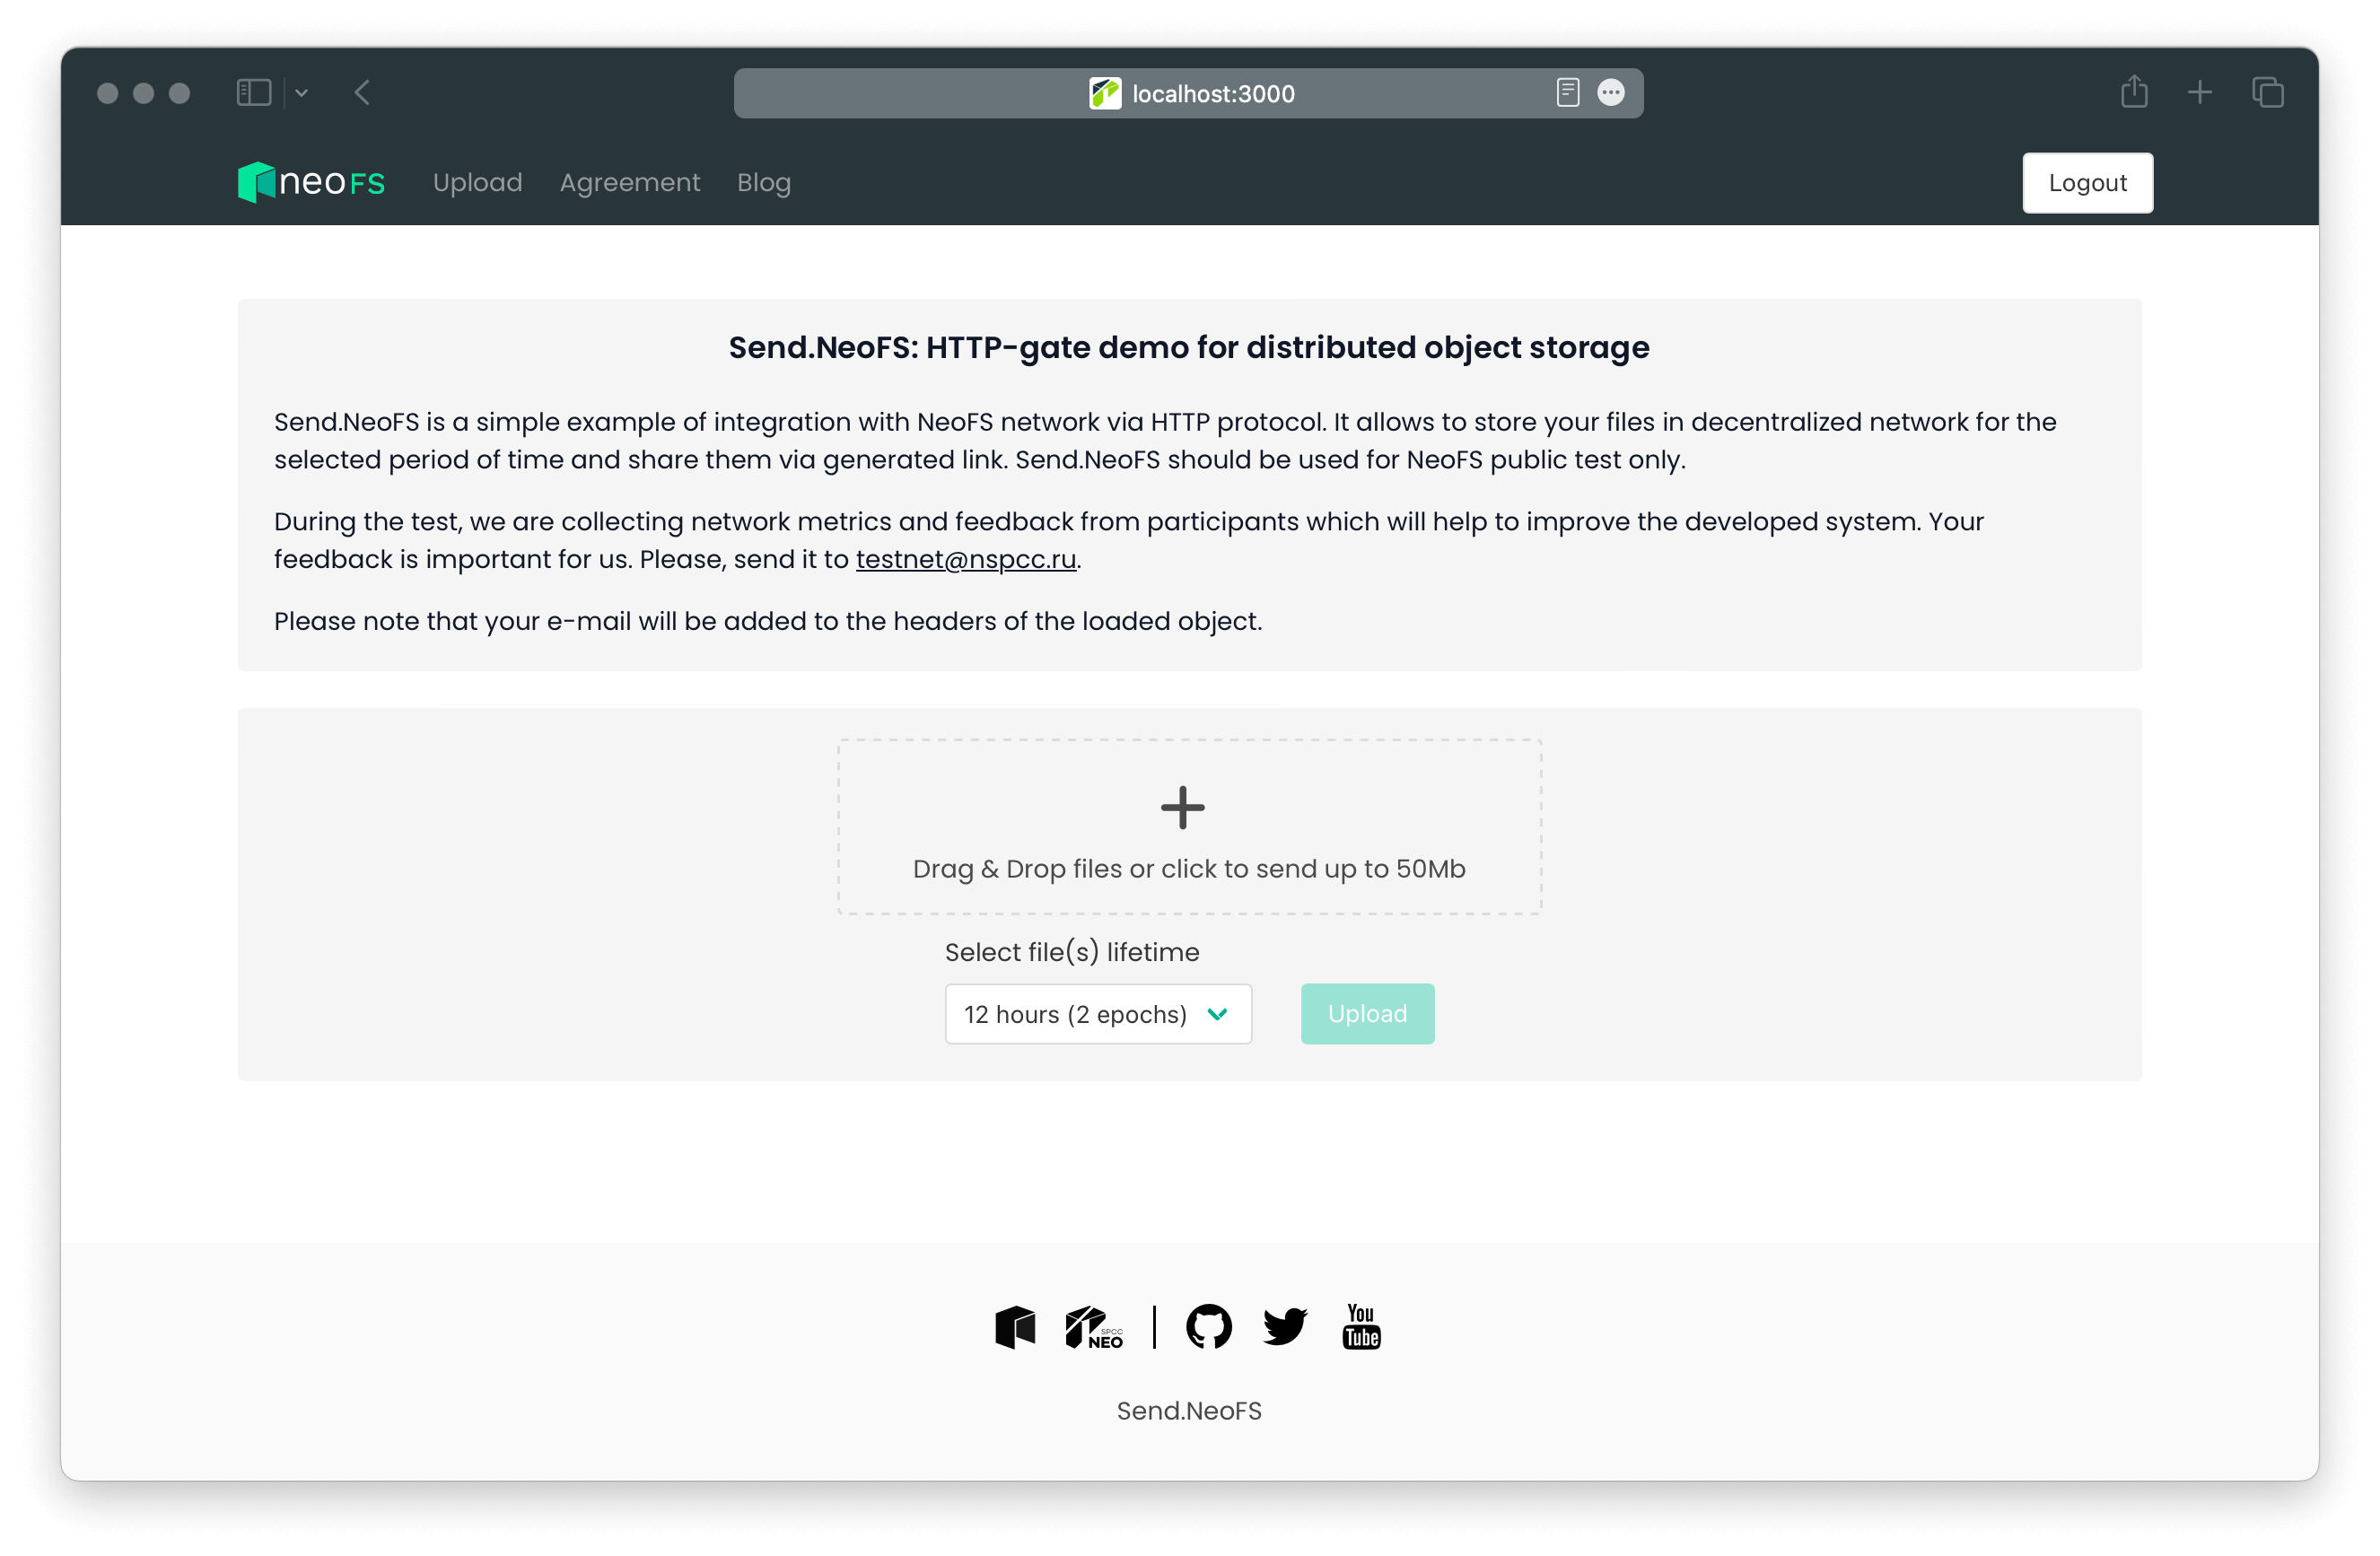 localhost:3000
neoFS Upload Agreement Blog Logout
Send.NeoFS: HTTP-gate demo for distributed object storage
Send.NeoFS is a simple example of integration with NeoFS network via HTTP protocol. It allows to store your files in decentralized network for the
selected period of time and share them via generated link. Send.NeoFS should be used for NeoFS public test only.
During the test, we are collecting network metrics and feedback from participants which will help to improve the developed system. Your
feedback is important for us. Please, send it to testnet@nspcc.ru.
Please note that your e-mail will be added to the headers of the loaded object.
Drag & Drop files or click to send up to 50Mb
Select file(s) lifetime
12 hours (2 epochs) Upload
SPCC
NEO
You
Tube
Send.NeoFS